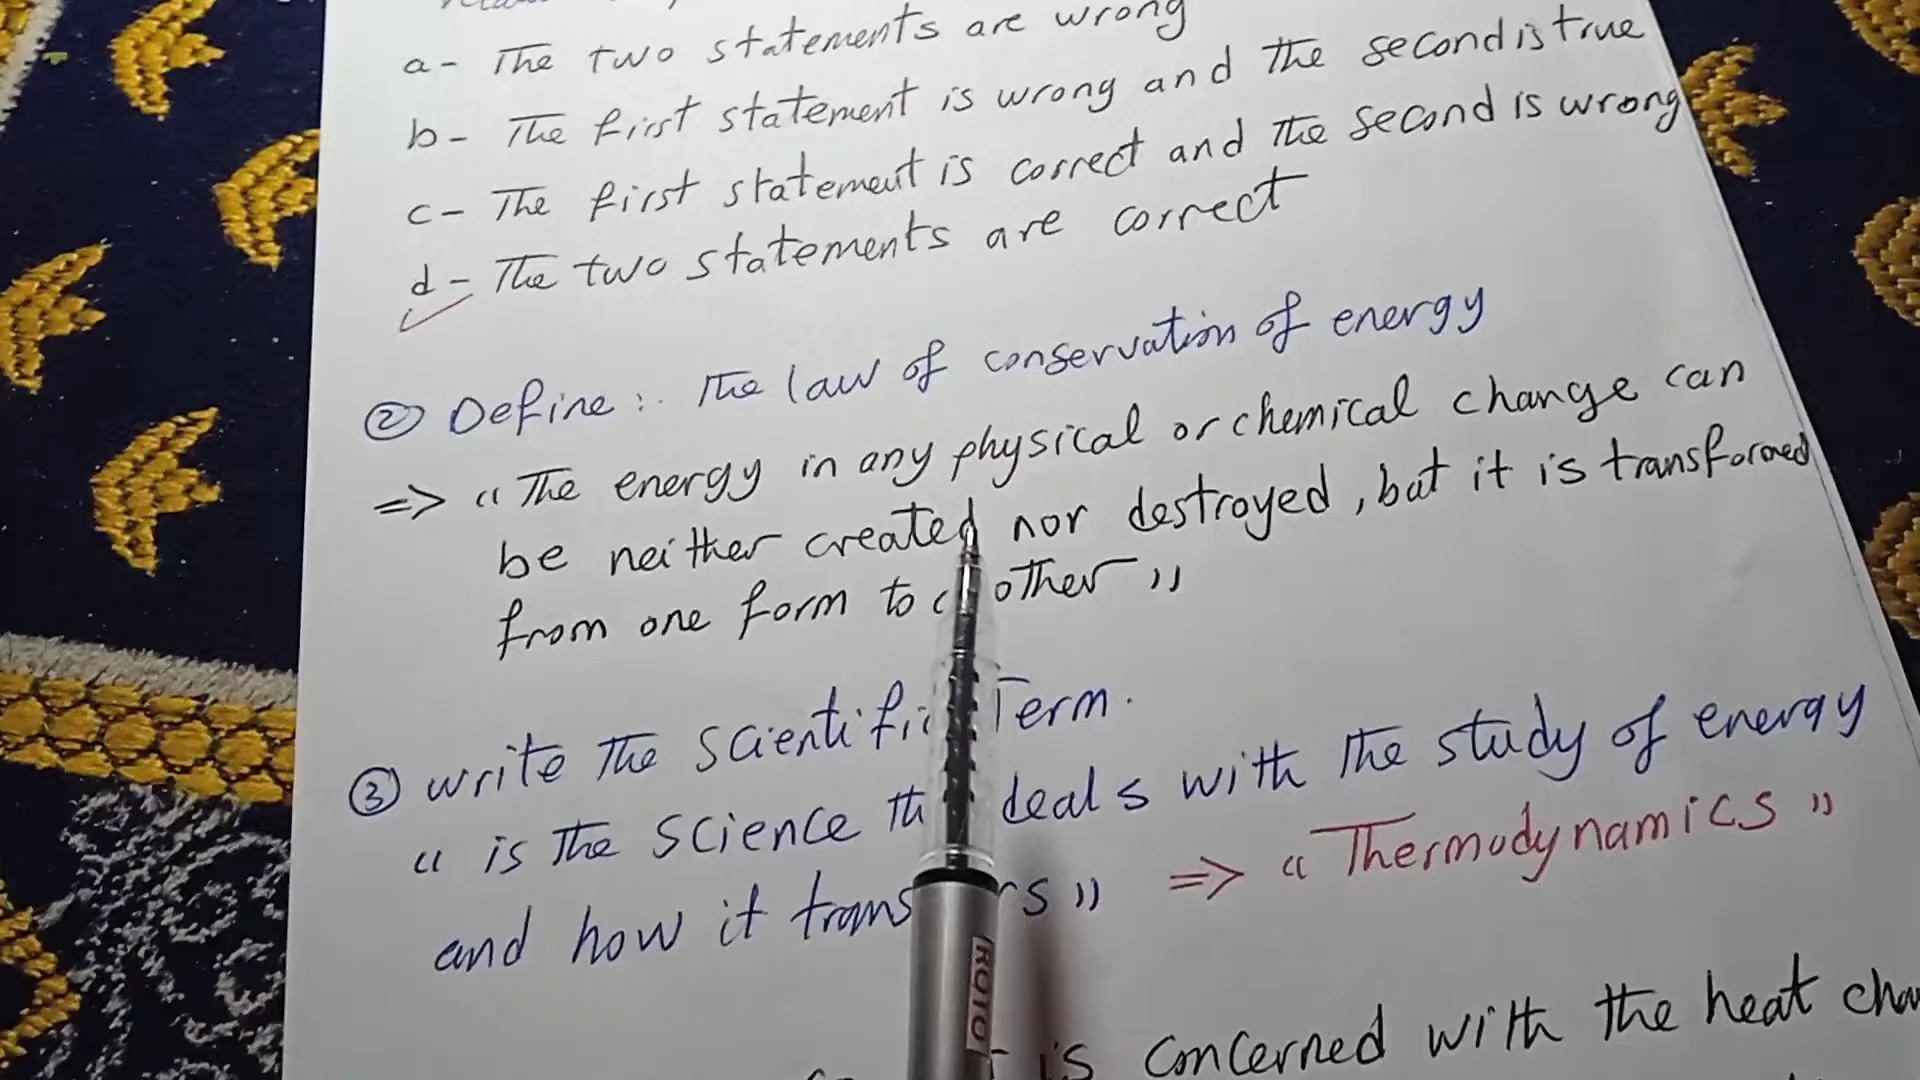 a- The two statements are wrong
b- The first statement is wrong and the second is true
c- The first statement is correct and the second is wrong
d- The two statements are correct
② Define:. The law of conservation of energy
=> "The energy in any physical or chemical change can
be neither created nor destroyed, but it is transformed
from one form to other"
③ write the scientific Term.
" is the science deals with the study of energy
and how it " => "Thermodynamics"
is concerned with the heat
ROTO